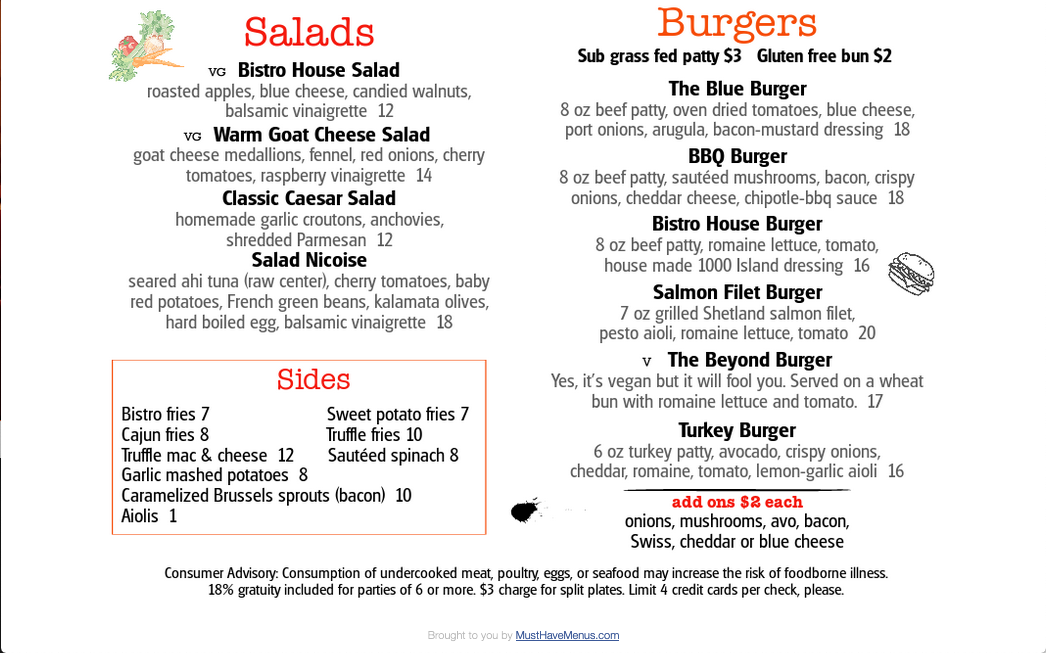 Salads
VG Bistro House Salad
roasted apples, blue cheese, candied walnuts,
balsamic vinaigrette 12
VG Warm Goat Cheese Salad
goat cheese medallions, fennel, red onions, cherry
tomatoes, raspberry vinaigrette 14
Classic Caesar Salad
homemade garlic croutons, anchovies,
shredded Parmesan 12
Salad Nicoise
seared ahi tuna (raw center), cherry tomatoes, baby
red potatoes, French green beans, kalamata olives,
hard boiled egg, balsamic vinaigrette 18
Sides
Bistro fries 7 Sweet potato fries 7
Cajun fries 8 Truffle fries 10
Truffle mac & cheese 12 Sautéed spinach 8
Garlic mashed potatoes 8
Caramelized Brussels sprouts (bacon) 10
Aiolis 1
Burgers
Sub grass fed patty $3 Gluten free bun $2
The Blue Burger
8 oz beef patty, oven dried tomatoes, blue cheese,
port onions, arugula, bacon-mustard dressing 18
BBQ Burger
8 oz beef patty, sautéed mushrooms, bacon, crispy
onions, cheddar cheese, chipotle-bbq sauce 18
Bistro House Burger
8 oz beef patty, romaine lettuce, tomato,
house made 1000 Island dressing 16
Salmon Filet Burger
7 oz grilled Shetland salmon filet,
pesto aioli, romaine lettuce, tomato 20
V The Beyond Burger
Yes, it's vegan but it will fool you. Served on a wheat
bun with romaine lettuce and tomato. 17
Turkey Burger
6 oz turkey patty, avocado, crispy onions,
cheddar, romaine, tomato, lemon-garlic aioli 16
add ons $2 each
onions, mushrooms, avo, bacon,
Swiss, cheddar or blue cheese
Consumer Advisory: Consumption of undercooked meat, poultry, eggs, or seafood may increase the risk of foodborne illness.
18% gratuity included for parties of 6 or more. $3 charge for split plates. Limit 4 credit cards per check, please.
Brought to you by MustHaveMenus.com